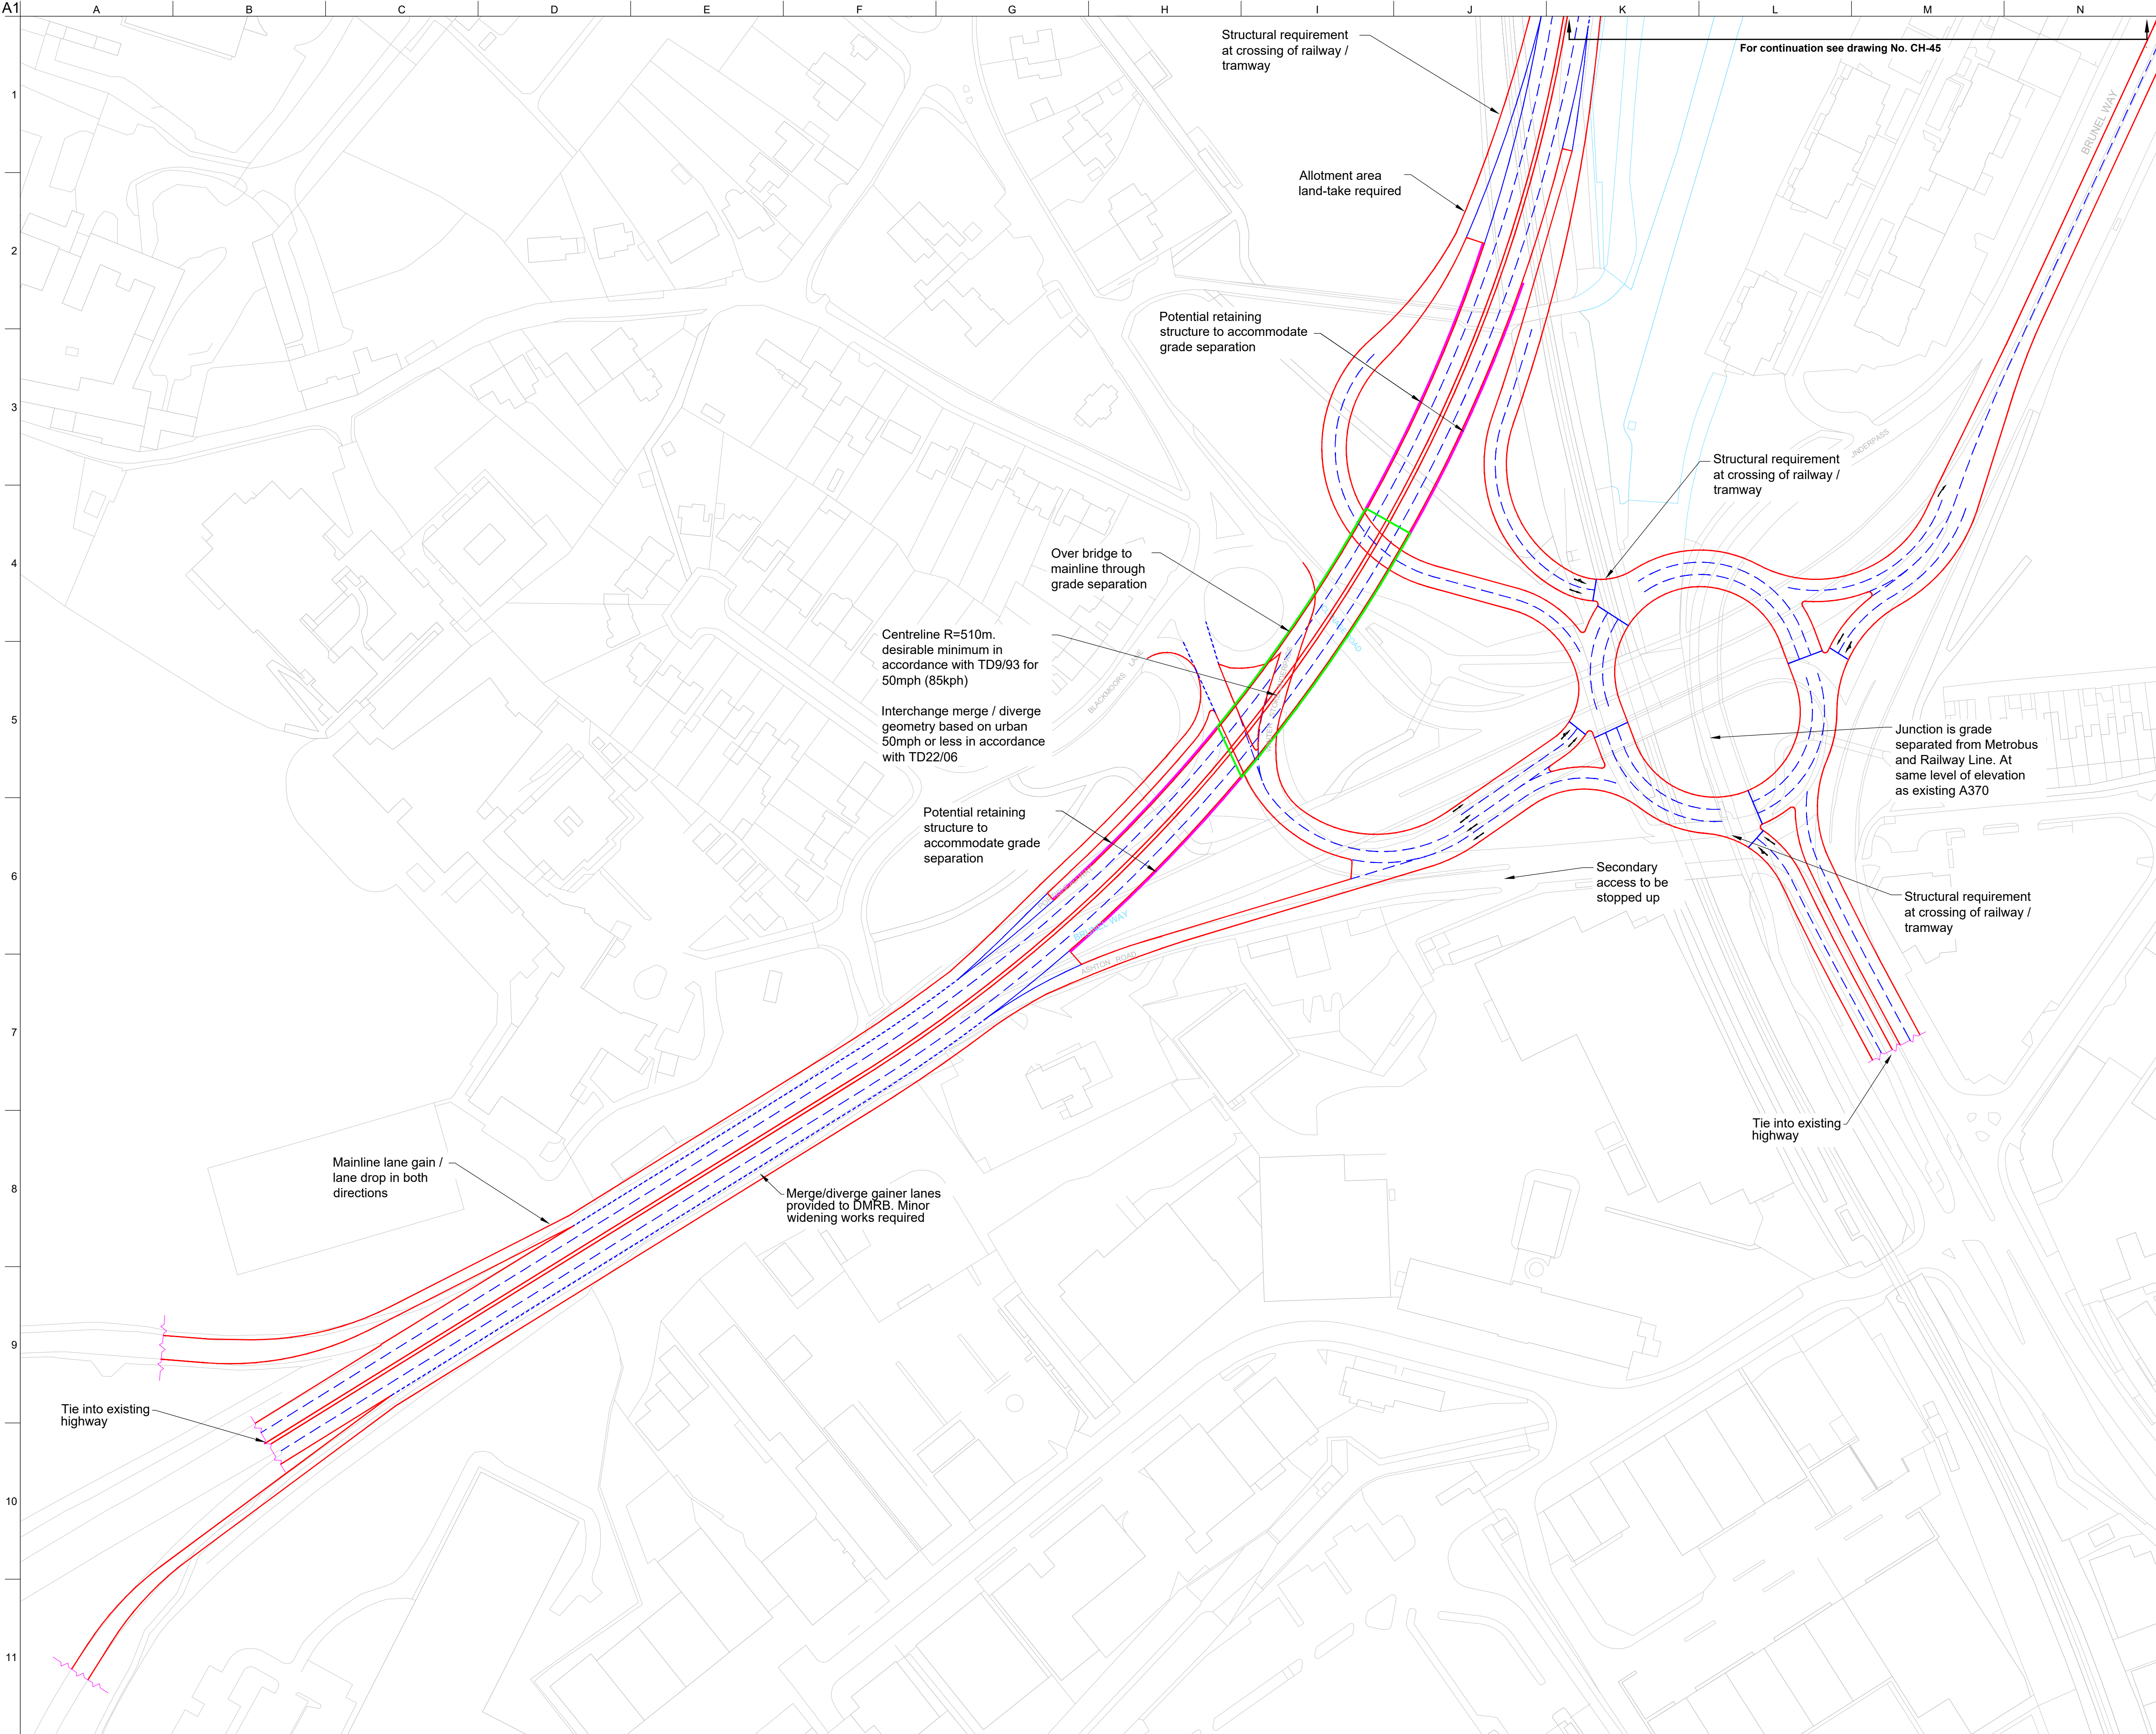 A1
A B C D E F G H I J K L M N
1
2
3
4
5
6
7
8
9
10
11
Structural requirement
at crossing of railway /
tramway
For continuation see drawing No. CH-45
BRUNEL WAY
Allotment area
land-take required
Potential retaining
structure to accommodate
grade separation
Structural requirement
at crossing of railway /
tramway
Over bridge to
mainline through
grade separation
Centreline R=510m.
desirable minimum in
accordance with TD9/93 for
50mph (85kph)
Interchange merge / diverge
geometry based on urban
50mph or less in accordance
with TD22/06
BLACKMOORS LANE
Junction is grade
separated from Metrobus
and Railway Line. At
same level of elevation
as existing A370
Potential retaining
structure to
accommodate grade
separation
Secondary
access to be
stopped up
Structural requirement
at crossing of railway /
tramway
BRUNEL WAY
ASHTON ROAD
Tie into existing
highway
Mainline lane gain /
lane drop in both
directions
Merge/diverge gainer lanes
provided to DMRB. Minor
widening works required
Tie into existing
highway